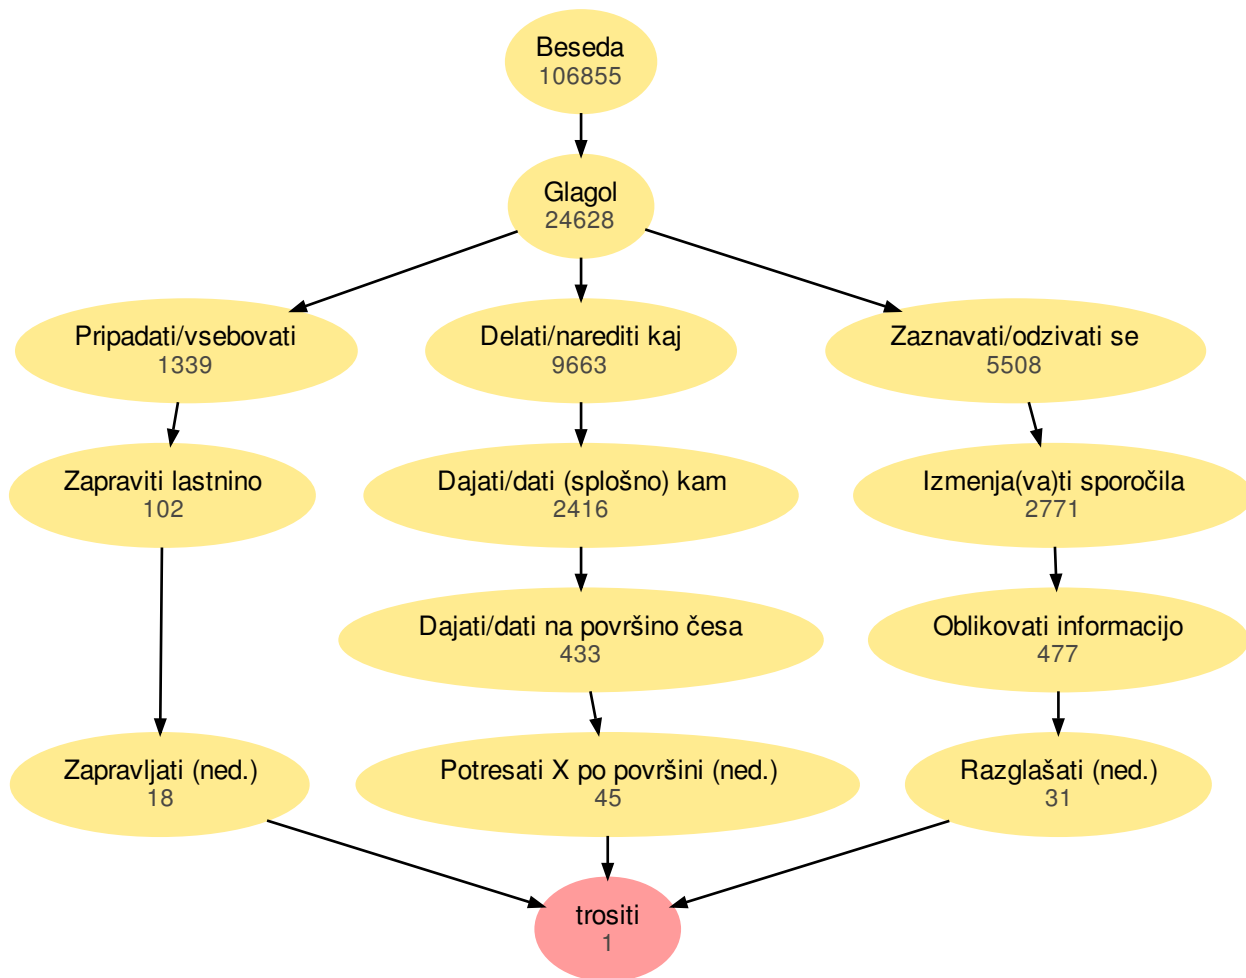 Beseda
106855
Glagol
24628
Pripadati/vsebovati
1339
Delati/narediti kaj
9663
Zaznavati/odzivati se
5508
Zapraviti lastnino
102
Dajati/dati (splošno) kam
2416
Izmenja(va)ti sporočila
2771
Dajati/dati na površino česa
433
Oblikovati informacijo
477
Zapravljati (ned.)
18
Potresati X po površini (ned.)
45
Razglašati (ned.)
31
trositi
1